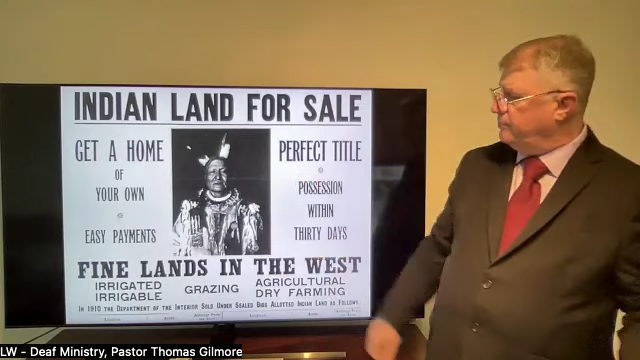 INDIAN LAND FOR SALE
GET A HOME
OF
YOUR OWN
EASY PAYMENTS
PERFECT TITLE
POSSESSION
WITHIN
THIRTY DAYS
FINE LANDS IN THE WEST
IRRIGATED
IRRIGABLE
GRAZING
AGRICULTURAL
DRY FARMING
IN 1910 THE DEPARTMENT OF THE INTERIOR SOLD UNDER SEALED BIDS ALLOTTED INDIAN LAND AS FOLLOWS:
LW - Deaf Ministry, Pastor Thomas Gilmore